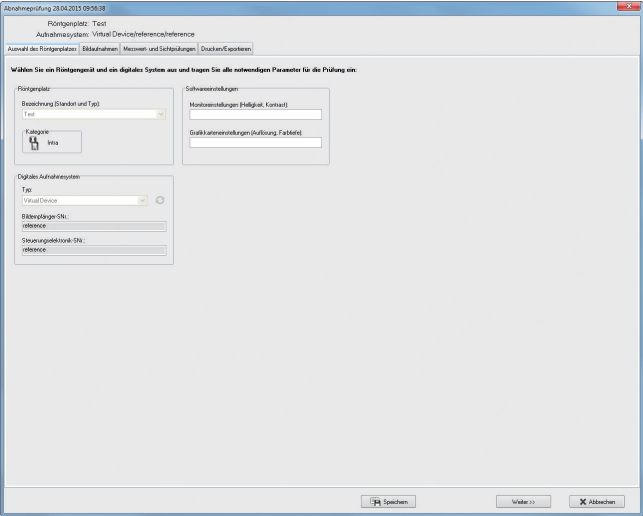 Abnahmeprüfung 28.04.2015 09:56:38
Röntgenplatz: Test
Aufnahmesystem: Virtual Device/reference/reference
Auswahl des Röntgenplatzes Bildaufnahmen Messwert- und Sichtprüfungen Drucken/Exportieren
Wählen Sie ein Röntgengerät und ein digitales System aus und tragen Sie alle notwendigen Parameter für die Prüfung ein:
Röntgenplatz
Bezeichnung (Standort und Typ):
Test
Kategorie
Intra
Softwareeinstellungen
Monitoreinstellungen (Helligkeit, Kontrast):
Grafikkarteneinstellungen (Auflösung, Farbtiefe):
Digitales Aufnahmesystem
Typ:
Virtual Device
Bildempfänger-SNr.:
reference
Steuerungselektronik-SNr.:
reference
Speichern
Weiter >>
Abbrechen